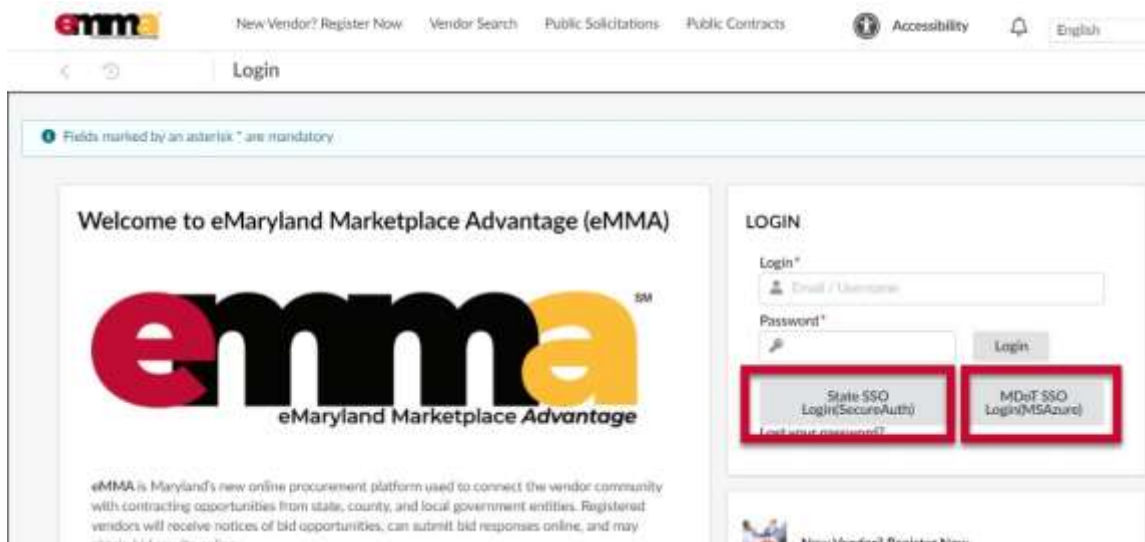 emma
New Vendor? Register Now Vendor Search Public Solicitations Public Contracts Accessibility English
Login
Fields marked by an asterisk * are mandatory
Welcome to eMaryland Marketplace Advantage (eMMA)
emma SM
eMaryland Marketplace Advantage
eMMA is Maryland's new online procurement platform used to connect the vendor community
with contracting opportunities from state, county, and local government entities. Registered
vendors will receive notices of bid opportunities, can submit bid responses online, and may
LOGIN
Login*
Email / Username
Password*
Login
State SSO
Login(SecureAuth)
MDoT SSO
Login(MSAzure)
Lost your password?
New Vendor? Register Now